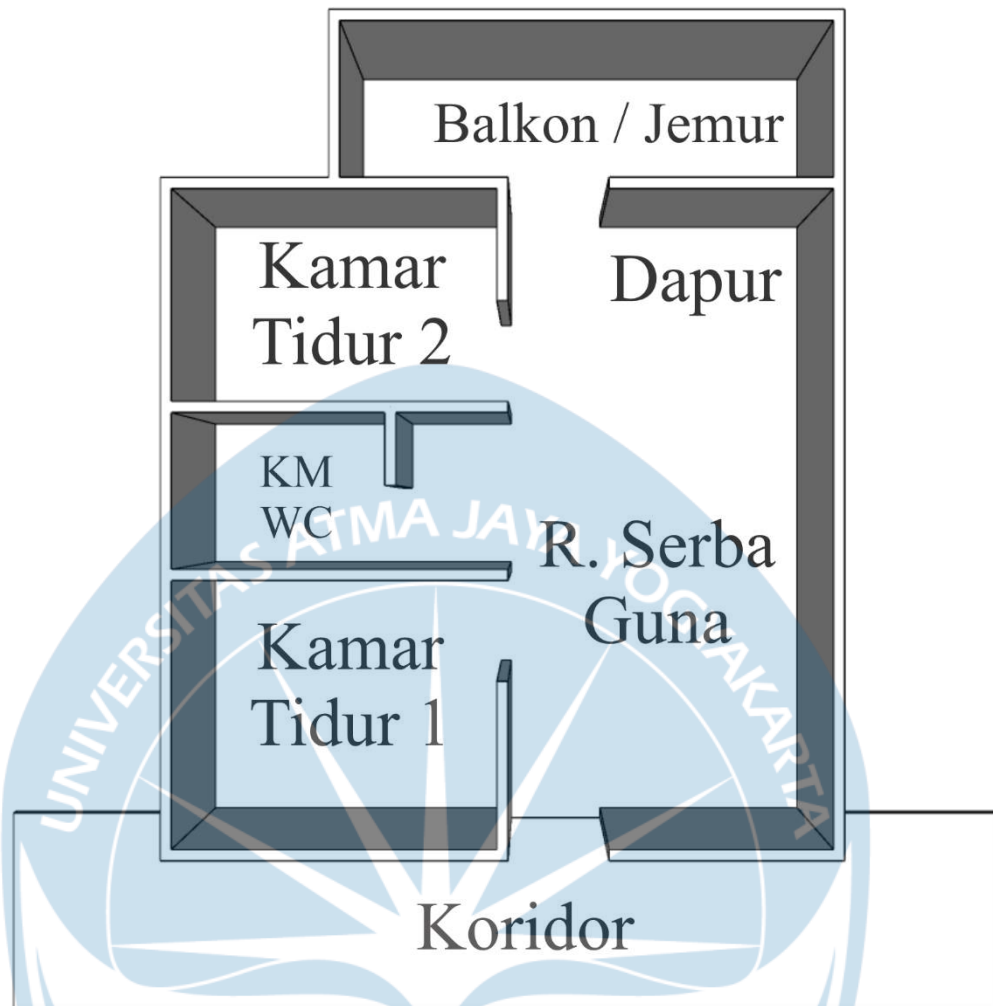 Balkon / Jemur
Kamar
Tidur 2
Dapur
KM
WC
R. Serba
Guna
Kamar
Tidur 1
Koridor
UNIVERSITAS ATMA JAYA YOGYAKARTA